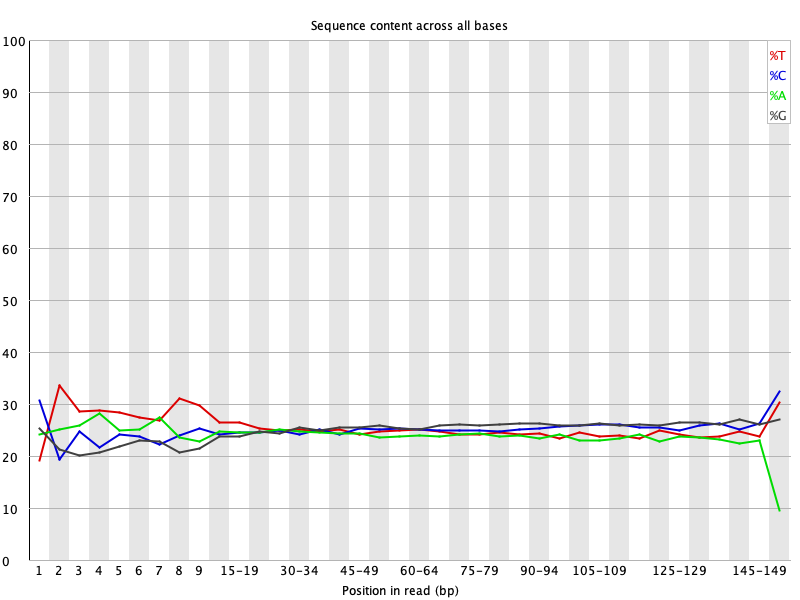 Sequence content across all bases
100
90
80
70
60
50
40
30
20
10
0
%T
%C
%A
%G
1 2 3 4 5 6 7 8 9 15-19 30-34 45-49 60-64 75-79 90-94 105-109 125-129 145-149
Position in read (bp)